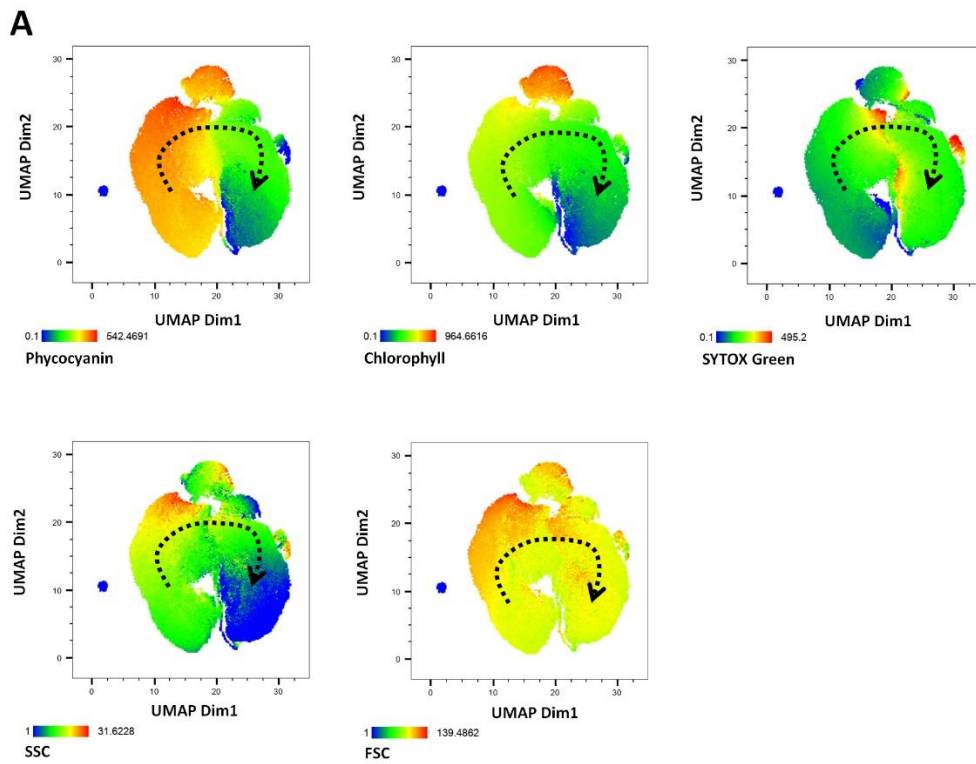 A
30
20
10
0
UMAP Dim2
0 10 20 30
UMAP Dim1
0.1 542.4691
Phycocyanin
30
20
10
0
UMAP Dim2
0 10 20 30
UMAP Dim1
0.1 964.6616
Chlorophyll
30
20
10
0
UMAP Dim2
0 10 20 30
UMAP Dim1
0.1 495.2
SYTOX Green
30
20
10
0
UMAP Dim2
0 10 20 30
UMAP Dim1
1 31.6228
SSC
30
20
10
0
UMAP Dim2
0 10 20 30
UMAP Dim1
1 139.4862
FSC